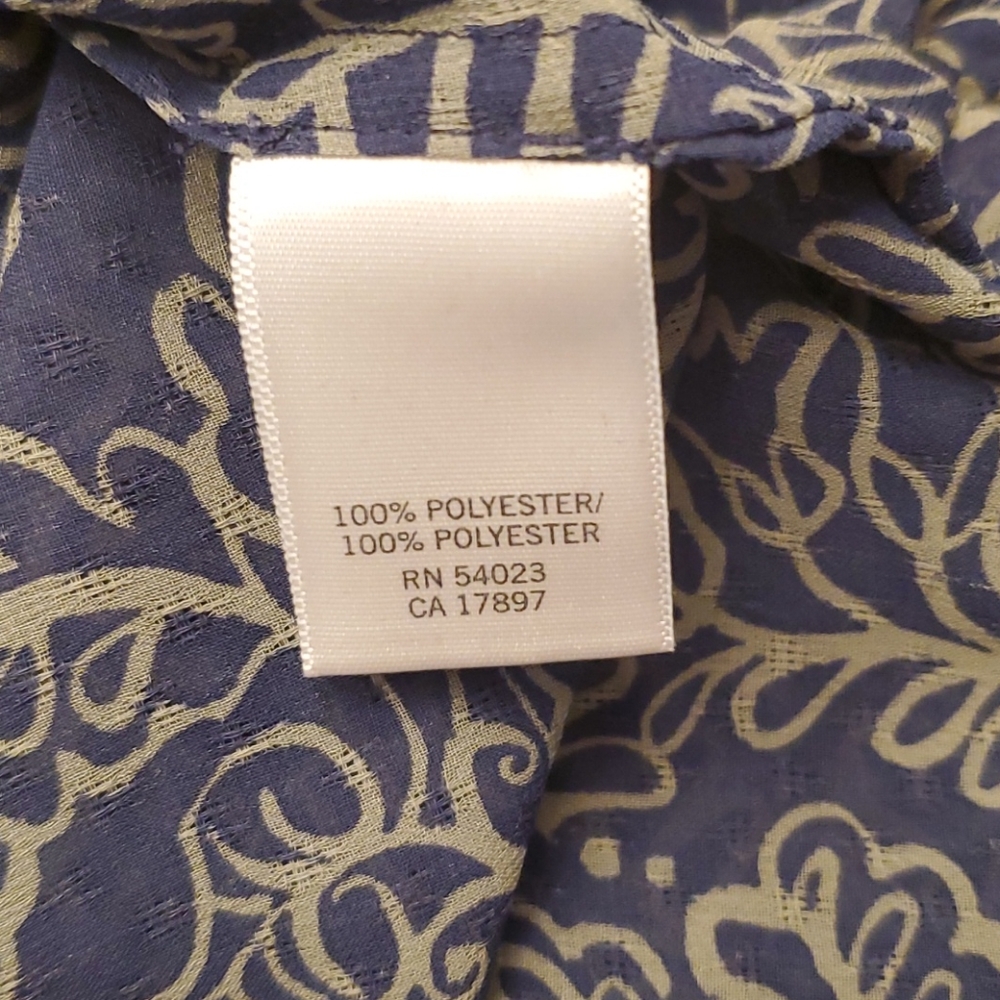 100% POLYESTER/
100% POLYESTER
RN 54023
CA 17897